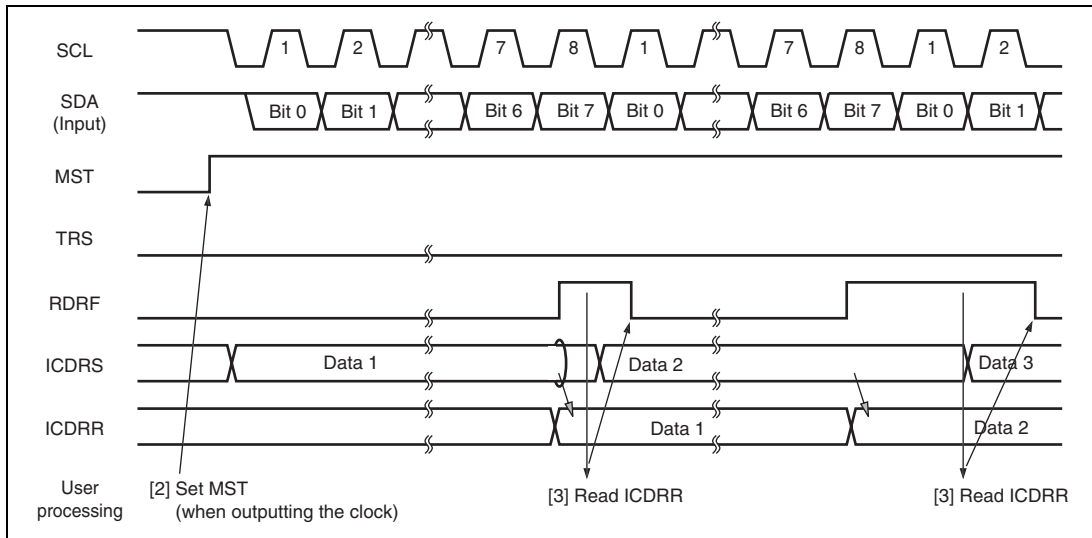 SCL 1 2 7 8 1 7 8 1 2
SDA
(Input)
Bit 0 Bit 1 Bit 6 Bit 7 Bit 0 Bit 6 Bit 7 Bit 0 Bit 1
MST
TRS
RDRF
ICDRS Data 1 Data 2 Data 3
ICDRR Data 1 Data 2
User
processing
[2] Set MST
(when outputting the clock)
[3] Read ICDRR
[3] Read ICDRR